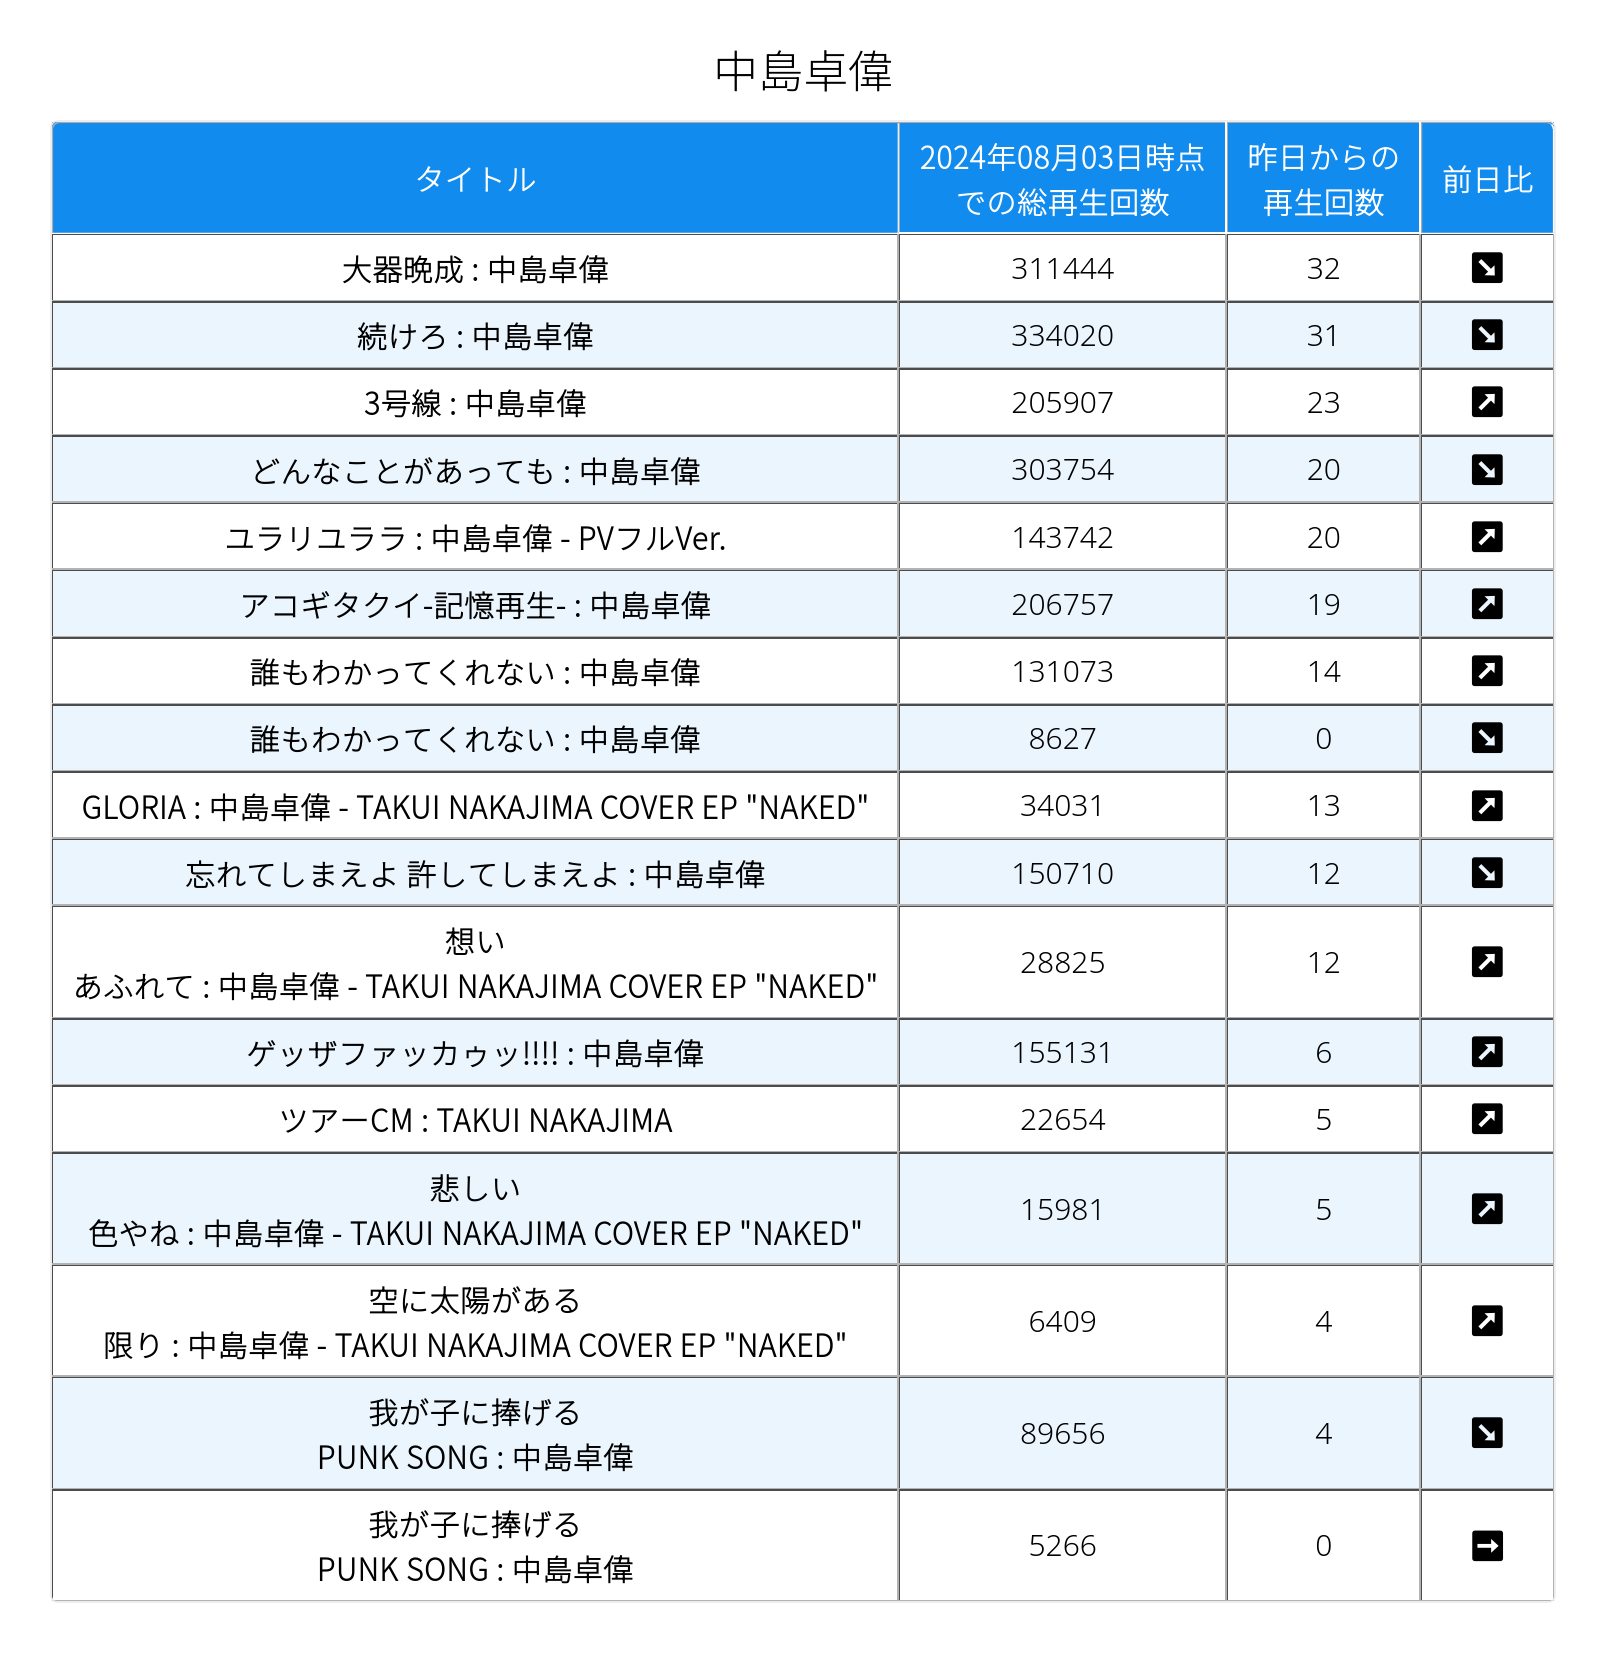 中島卓偉
タイトル
2024年08月03日時点
での総再生回数
昨日からの
再生回数
前日比
大器晩成 : 中島卓偉 311444 32 ↘
続けろ : 中島卓偉 334020 31 ↘
3号線 : 中島卓偉 205907 23 ↗
どんなことがあっても : 中島卓偉 303754 20 ↘
ユラリユララ : 中島卓偉 - PVフルVer. 143742 20 ↗
アコギタクイ-記憶再生- : 中島卓偉 206757 19 ↗
誰もわかってくれない : 中島卓偉 131073 14 ↗
誰もわかってくれない : 中島卓偉 8627 0 ↘
GLORIA : 中島卓偉 - TAKUI NAKAJIMA COVER EP "NAKED" 34031 13 ↗
忘れてしまえよ 許してしまえよ : 中島卓偉 150710 12 ↘
想い
あふれて : 中島卓偉 - TAKUI NAKAJIMA COVER EP "NAKED" 28825 12 ↗
ゲッザファッカゥッ!!!! : 中島卓偉 155131 6 ↗
ツアーCM : TAKUI NAKAJIMA 22654 5 ↗
悲しい
色やね : 中島卓偉 - TAKUI NAKAJIMA COVER EP "NAKED" 15981 5 ↗
空に太陽がある
限り : 中島卓偉 - TAKUI NAKAJIMA COVER EP "NAKED" 6409 4 ↗
我が子に捧げる
PUNK SONG : 中島卓偉 89656 4 ↘
我が子に捧げる
PUNK SONG : 中島卓偉 5266 0 →